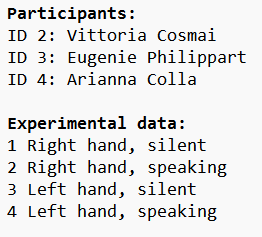 Participants:
ID 2: Vittoria Cosmai
ID 3: Eugenie Philippart
ID 4: Arianna Colla
Experimental data:
1 Right hand, silent
2 Right hand, speaking
3 Left hand, silent
4 Left hand, speaking